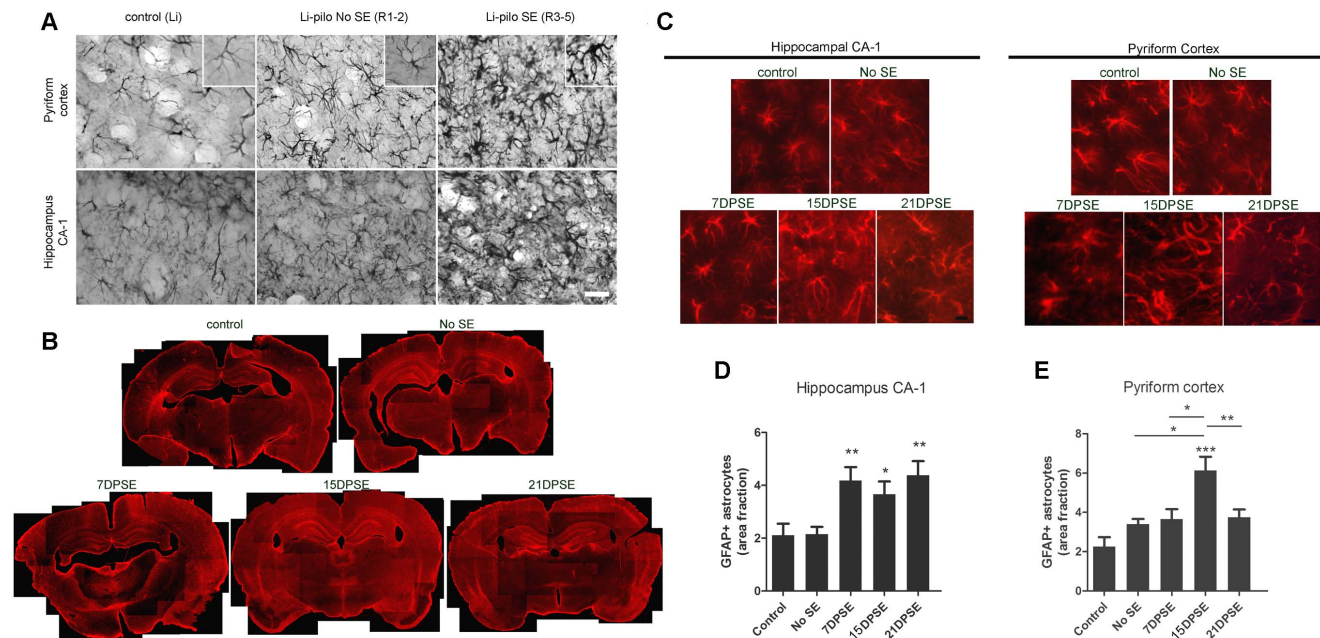 A
control (Li)
Li-pilo No SE (R1-2)
Li-pilo SE (R3-5)
Pyriform
cortex
Hippocampus
CA-1
B
control
No SE
7DPSE
15DPSE
21DPSE
C
Hippocampal CA-1
control
No SE
7DPSE
15DPSE
21DPSE
Pyriform Cortex
control
No SE
7DPSE
15DPSE
21DPSE
D
Hippocampus CA-1
GFAP+ astrocytes
(area fraction)
6
4
2
0
**
*
**
Control
No SE
7DPSE
15DPSE
21DPSE
E
Pyriform cortex
GFAP+ astrocytes
(area fraction)
8
6
4
2
0
*
*
**
***
Control
No SE
7DPSE
15DPSE
21DPSE